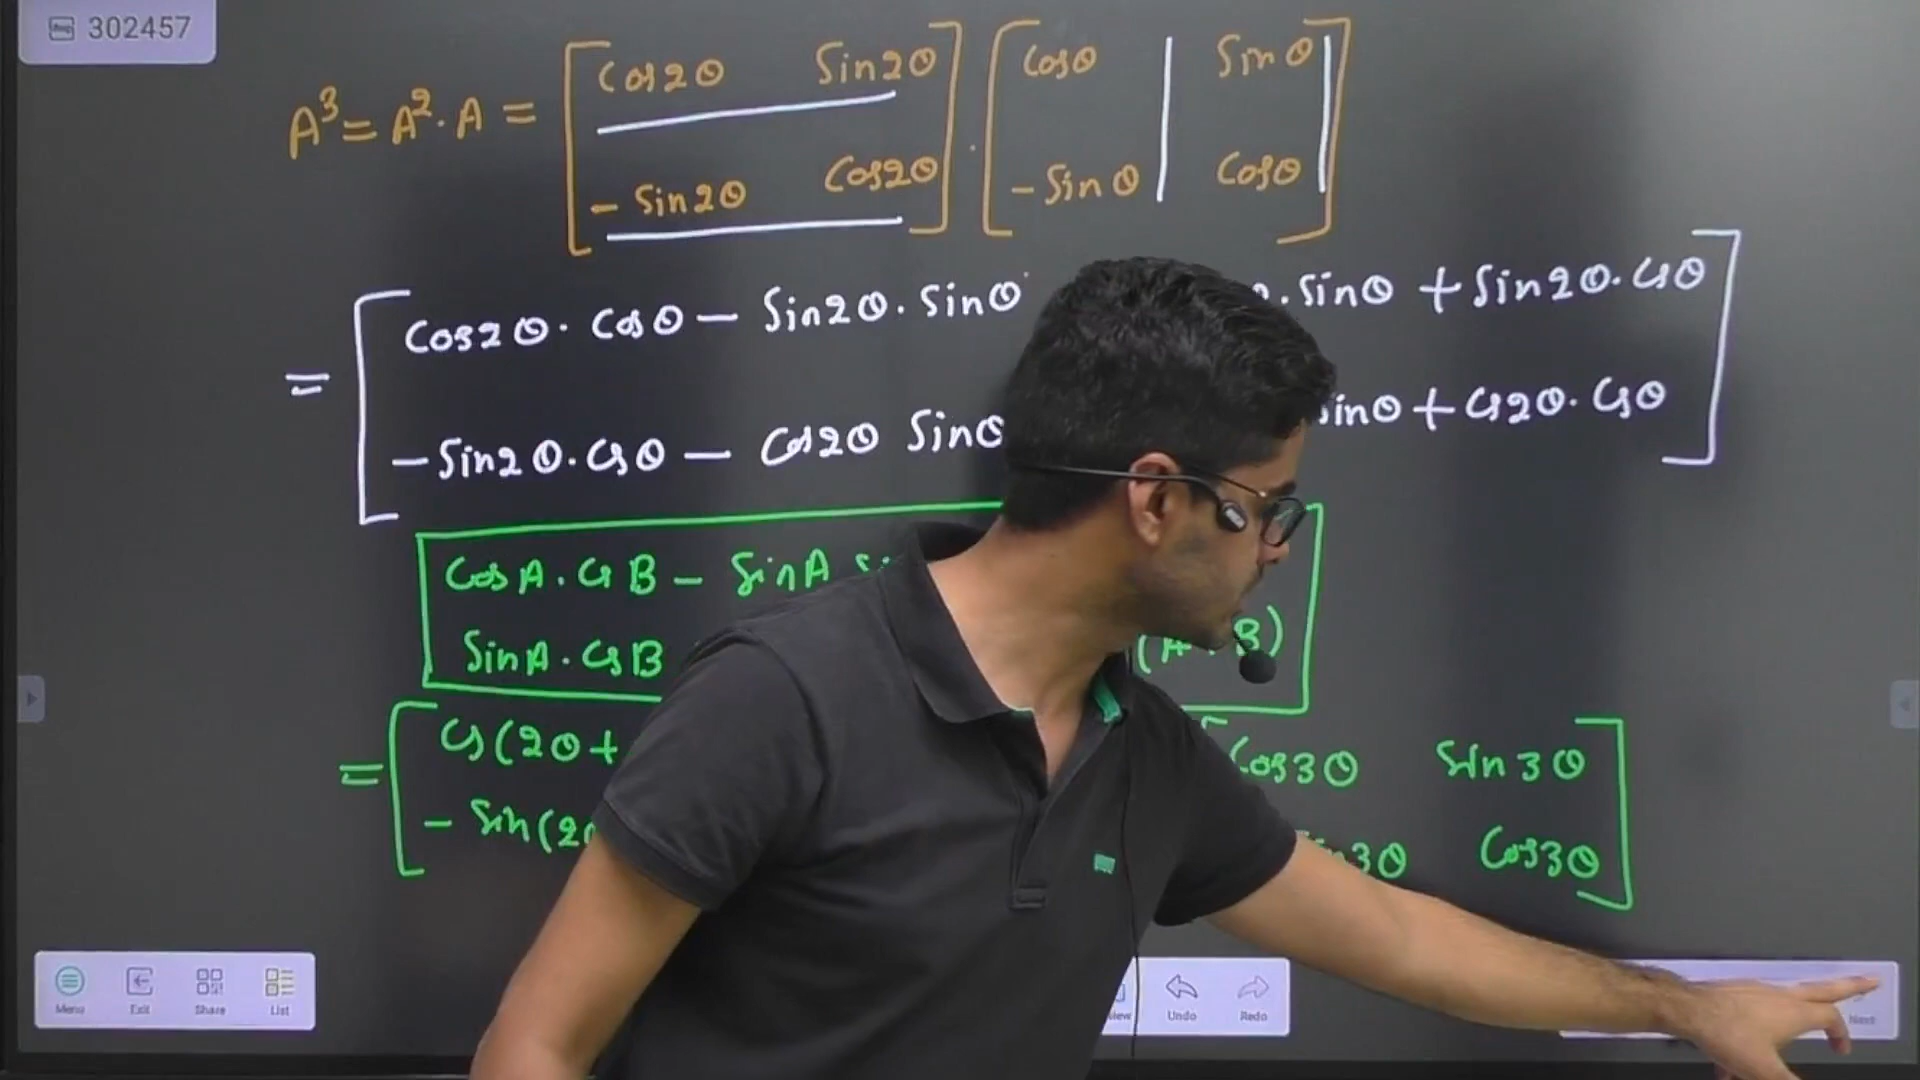 302457
A³ = A²·A = [ Cos2θ Sin2θ ] · [ Cosθ Sinθ ]
[ -Sin2θ Cos2θ ] [ -Sinθ Cosθ ]
= [ Cos2θ· Cosθ - Sin2θ·Sinθ ·Sinθ + Sin2θ·Cosθ ]
[ -Sin2θ·Cosθ - Cos2θ Sinθ Sinθ + Cos2θ·Cosθ ]
CosA·CosB - SinA
SinA·CosB B)
= [ Cos(2θ+ Cos3θ Sin3θ ]
[ - Sin(2θ 3θ Cos3θ ]
Menu Exit Share List Undo Redo Next